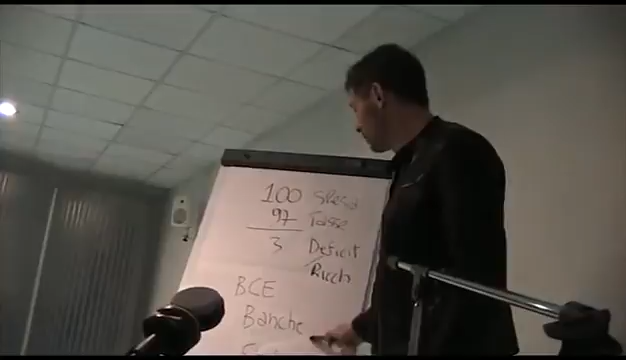 100 Spesa
97 Tasse
3 Deficit
Ricch
BCE
Banche